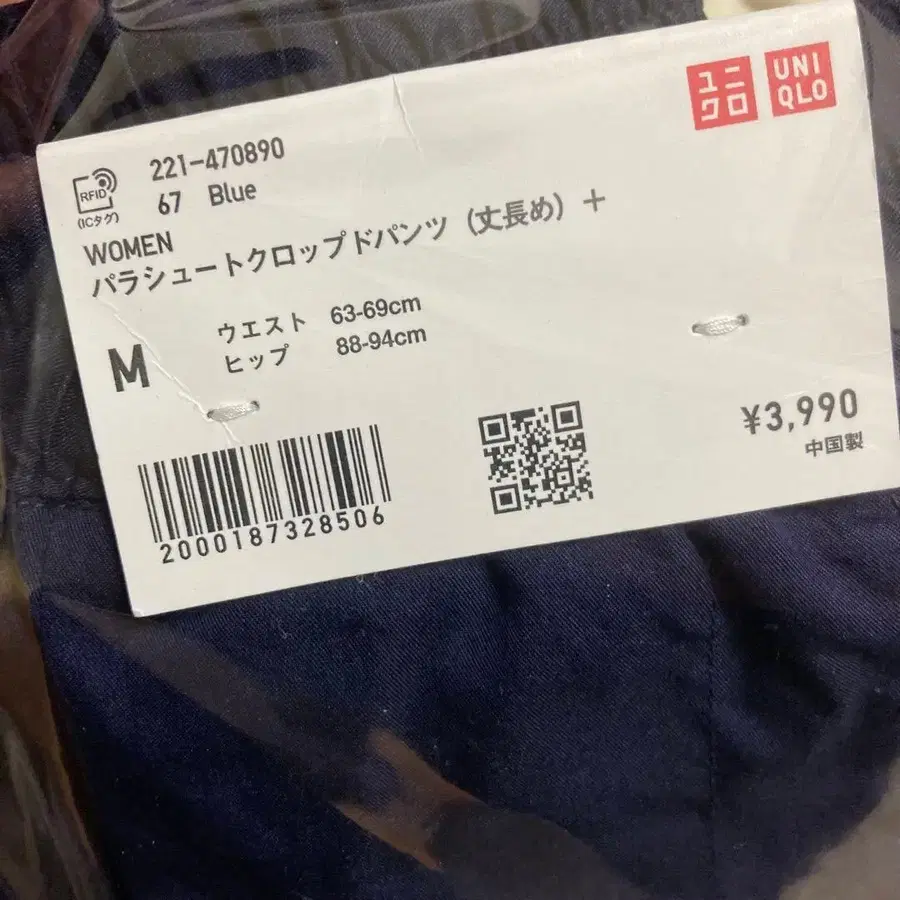 ユニ
クロ
UNI
QLO
RFID
(ICタグ)
221-470890
67 Blue
WOMEN
パラシュートクロップドパンツ（丈長め）＋
M
ウエスト 63-69cm
ヒップ 88-94cm
2000187328506
¥3,990
中国製